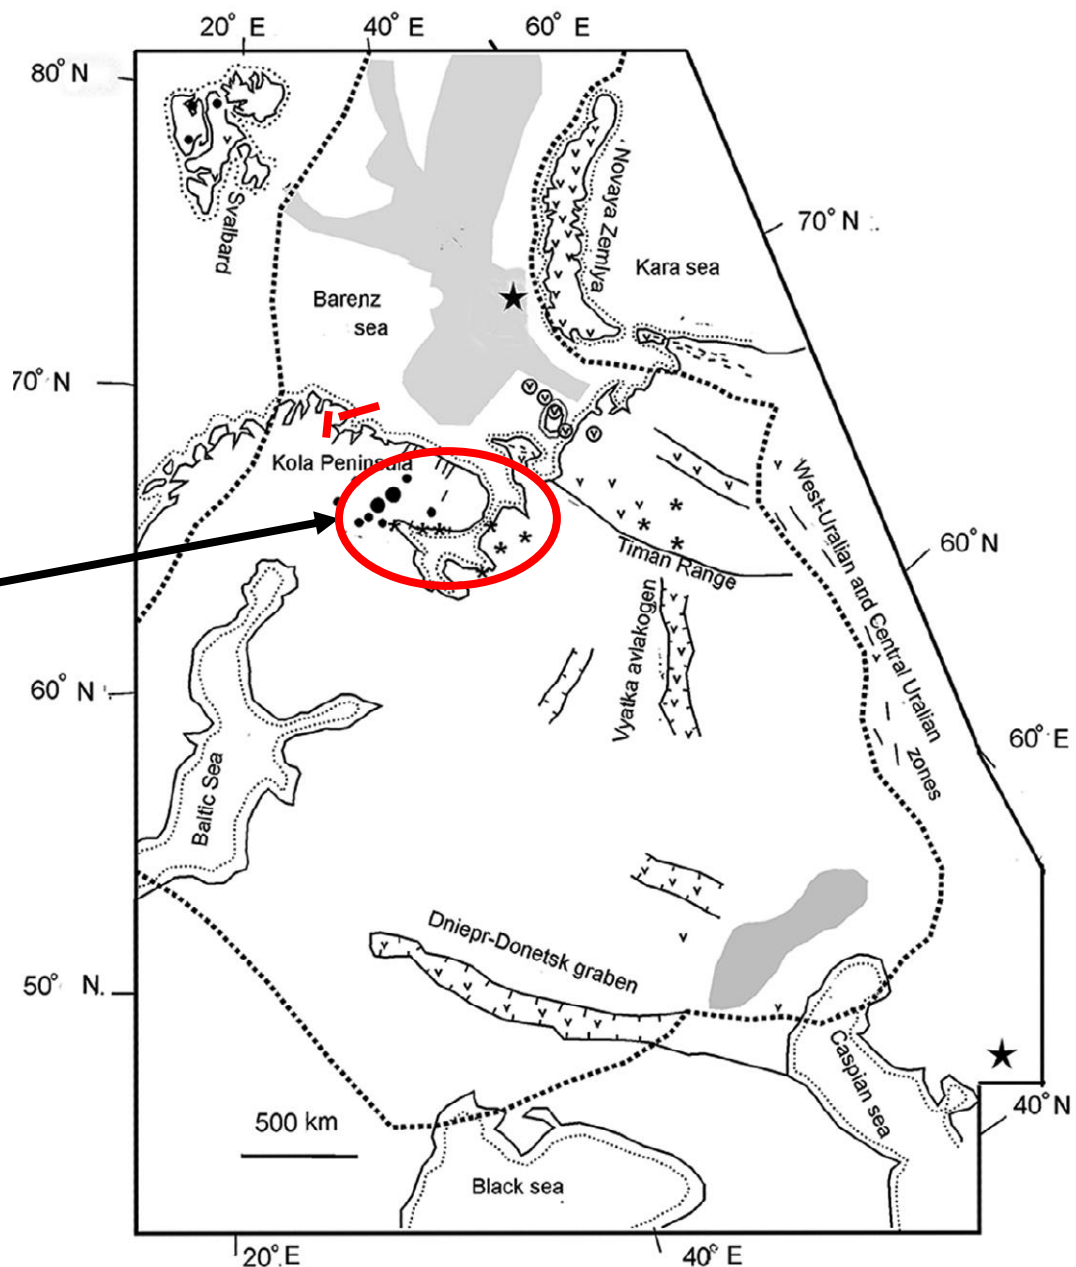 20° E
40° E
60° E
80° N
70° N
Svalbard
Novaya Zemlya
Kara sea
Barenz
sea
70° N
Kola Peninsula
60° N
Timan Range
West-Uralian and Central Uralian
zones
Vyatka avlakogen
60° N
60° E
Baltic Sea
Dniepr-Donetsk graben
50° N.
Caspian sea
40° N
500 km
Black sea
20° E
40° E